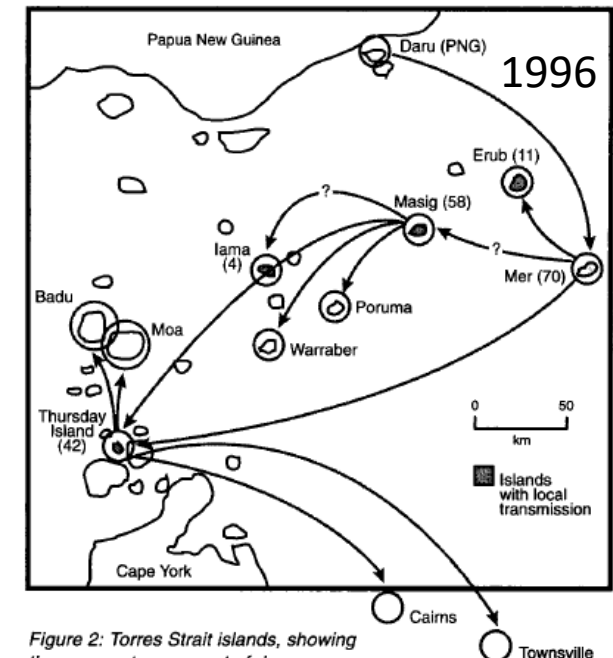 Papua New Guinea
Daru (PNG)
1996
Erub (11)
?
Masig (58)
Iama
(4)
?
Mer (70)
Badu
Moa
Poruma
Warraber
Thursday
Island
(42)
0 50
km
Islands
with local
transmission
Cape York
Cairns
Townsville
Figure 2: Torres Strait islands, showing